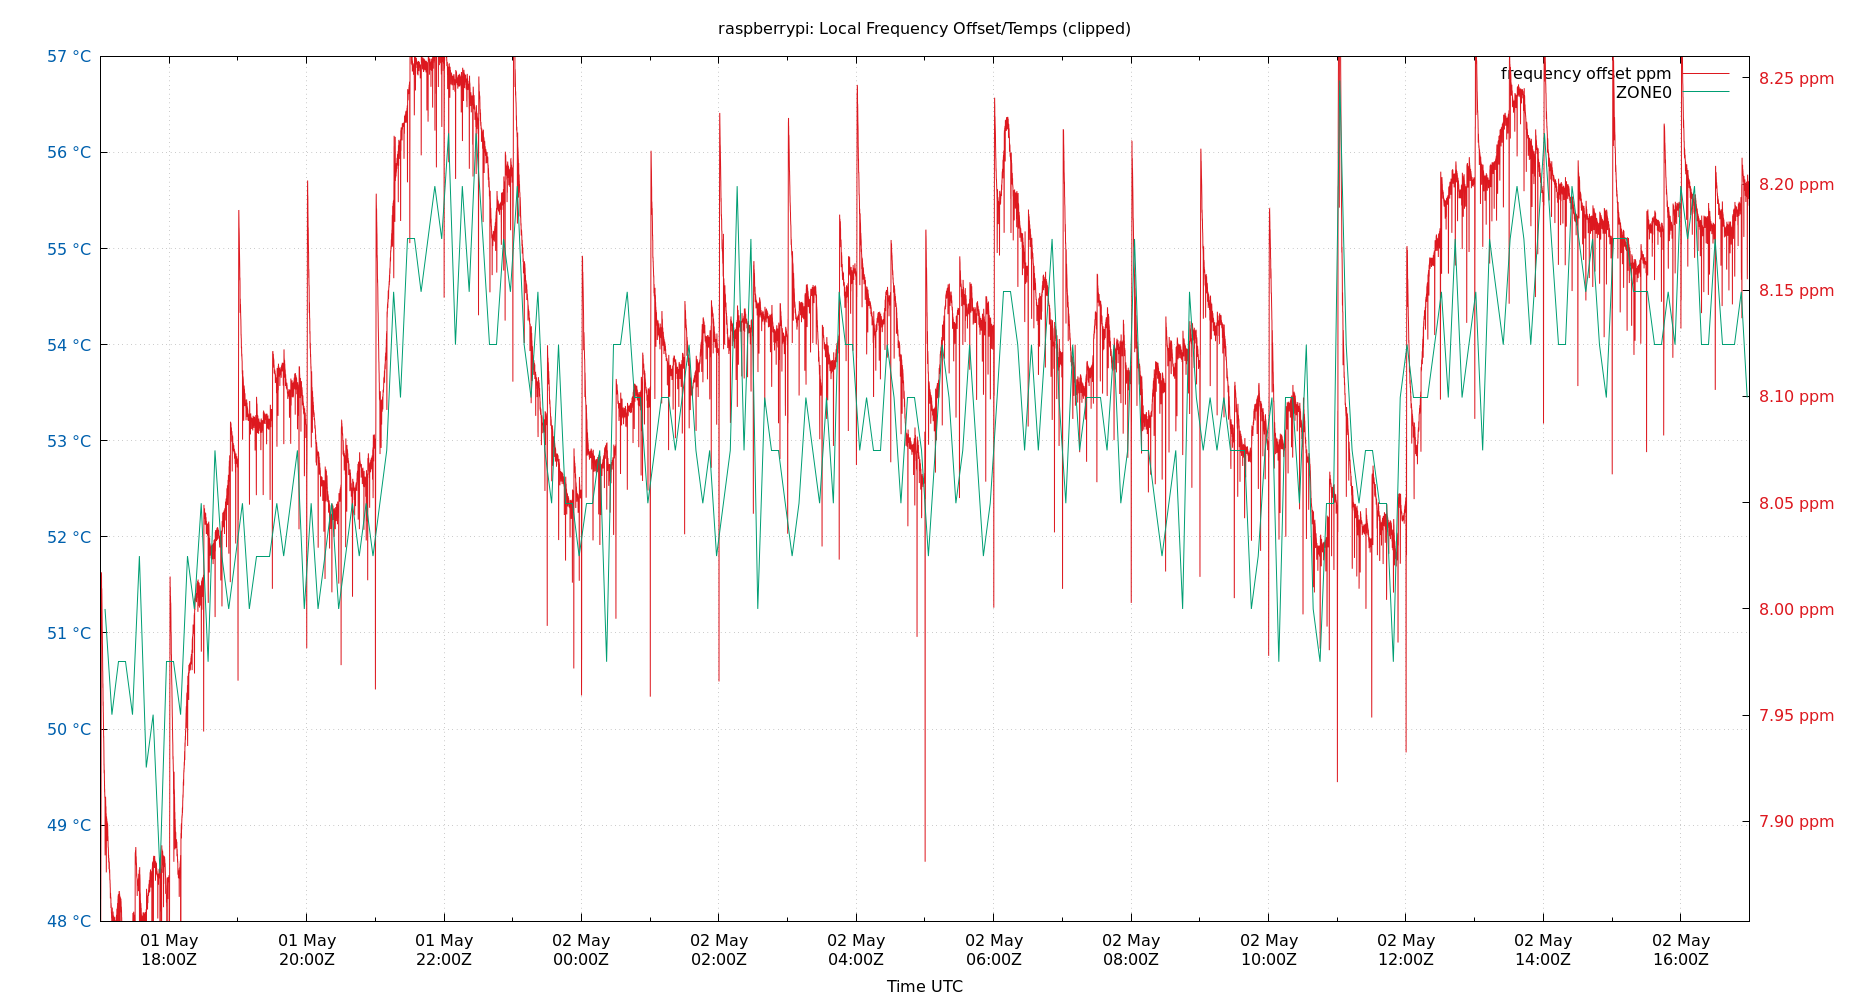 raspberrypi: Local Frequency Offset/Temps (clipped)
frequency offset ppm
ZONE0
57 °C
56 °C
55 °C
54 °C
53 °C
52 °C
51 °C
50 °C
49 °C
48 °C
8.25 ppm
8.20 ppm
8.15 ppm
8.10 ppm
8.05 ppm
8.00 ppm
7.95 ppm
7.90 ppm
01 May 01 May 01 May 02 May 02 May 02 May 02 May 02 May 02 May 02 May 02 May 02 May
18:00Z 20:00Z 22:00Z 00:00Z 02:00Z 04:00Z 06:00Z 08:00Z 10:00Z 12:00Z 14:00Z 16:00Z
Time UTC